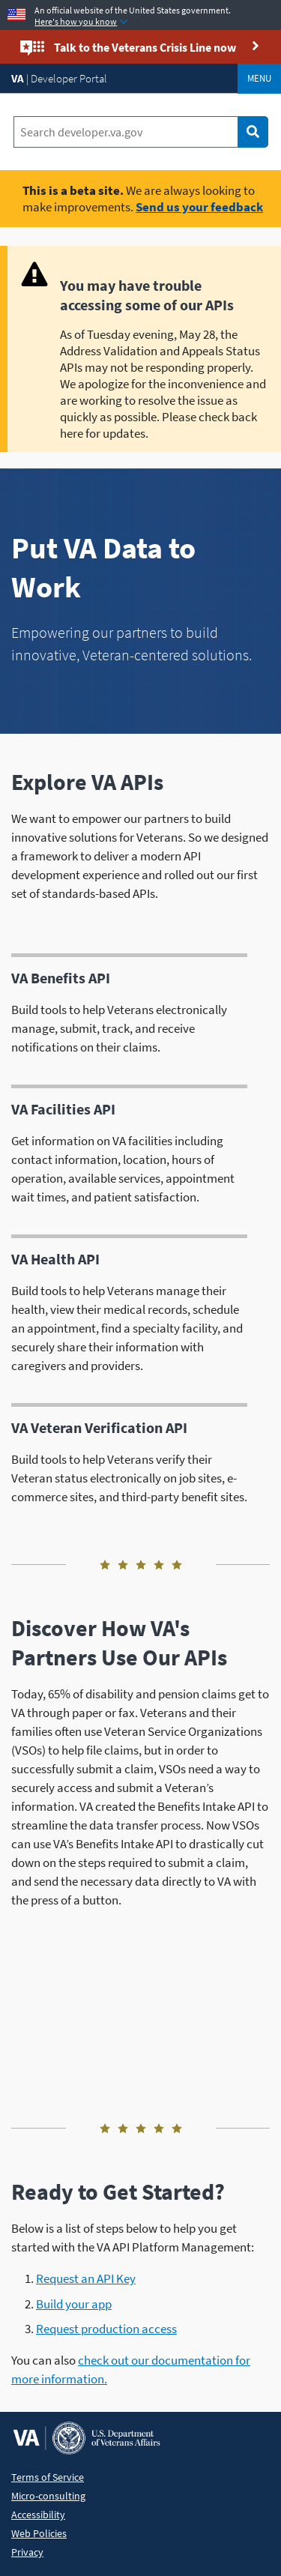 An official website of the United States government.
Here's how you know
Talk to the Veterans Crisis Line now
VA | Developer Portal
MENU
Search developer.va.gov
This is a beta site. We are always looking to
make improvements. Send us your feedback
You may have trouble
accessing some of our APIs
As of Tuesday evening, May 28, the
Address Validation and Appeals Status
APIs may not be responding properly.
We apologize for the inconvenience and
are working to resolve the issue as
quickly as possible. Please check back
here for updates.
Put VA Data to
Work
Empowering our partners to build
innovative, Veteran-centered solutions.
Explore VA APIs
We want to empower our partners to build
innovative solutions for Veterans. So we designed
a framework to deliver a modern API
development experience and rolled out our first
set of standards-based APIs.
VA Benefits API
Build tools to help Veterans electronically
manage, submit, track, and receive
notifications on their claims.
VA Facilities API
Get information on VA facilities including
contact information, location, hours of
operation, available services, appointment
wait times, and patient satisfaction.
VA Health API
Build tools to help Veterans manage their
health, view their medical records, schedule
an appointment, find a specialty facility, and
securely share their information with
caregivers and providers.
VA Veteran Verification API
Build tools to help Veterans verify their
Veteran status electronically on job sites, e-
commerce sites, and third-party benefit sites.
Discover How VA's
Partners Use Our APIs
Today, 65% of disability and pension claims get to
VA through paper or fax. Veterans and their
families often use Veteran Service Organizations
(VSOs) to help file claims, but in order to
successfully submit a claim, VSOs need a way to
securely access and submit a Veteran’s
information. VA created the Benefits Intake API to
streamline the data transfer process. Now VSOs
can use VA’s Benefits Intake API to drastically cut
down on the steps required to submit a claim,
and send the necessary data directly to VA with
the press of a button.
Ready to Get Started?
Below is a list of steps below to help you get
started with the VA API Platform Management:
1. Request an API Key
2. Build your app
3. Request production access
You can also check out our documentation for
more information.
VA
U.S. Department
of Veterans Affairs
Terms of Service
Micro-consulting
Accessibility
Web Policies
Privacy